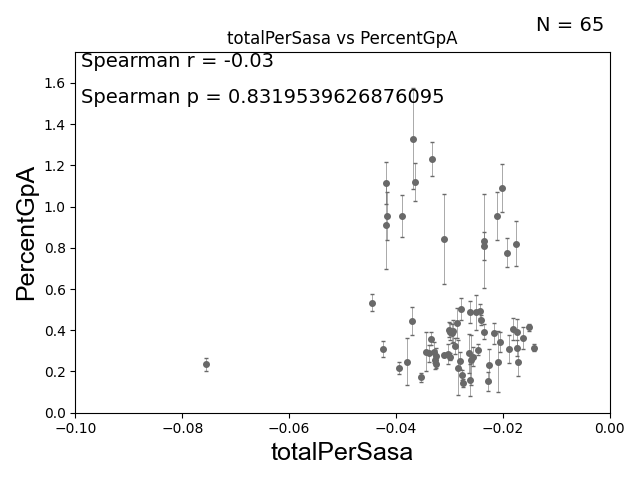 N = 65
totalPerSasa vs PercentGpA
Spearman r = -0.03
Spearman p = 0.8319539626876095
PercentGpA
1.6
1.4
1.2
1.0
0.8
0.6
0.4
0.2
0.0
−0.10 −0.08 −0.06 −0.04 −0.02 0.00
totalPerSasa